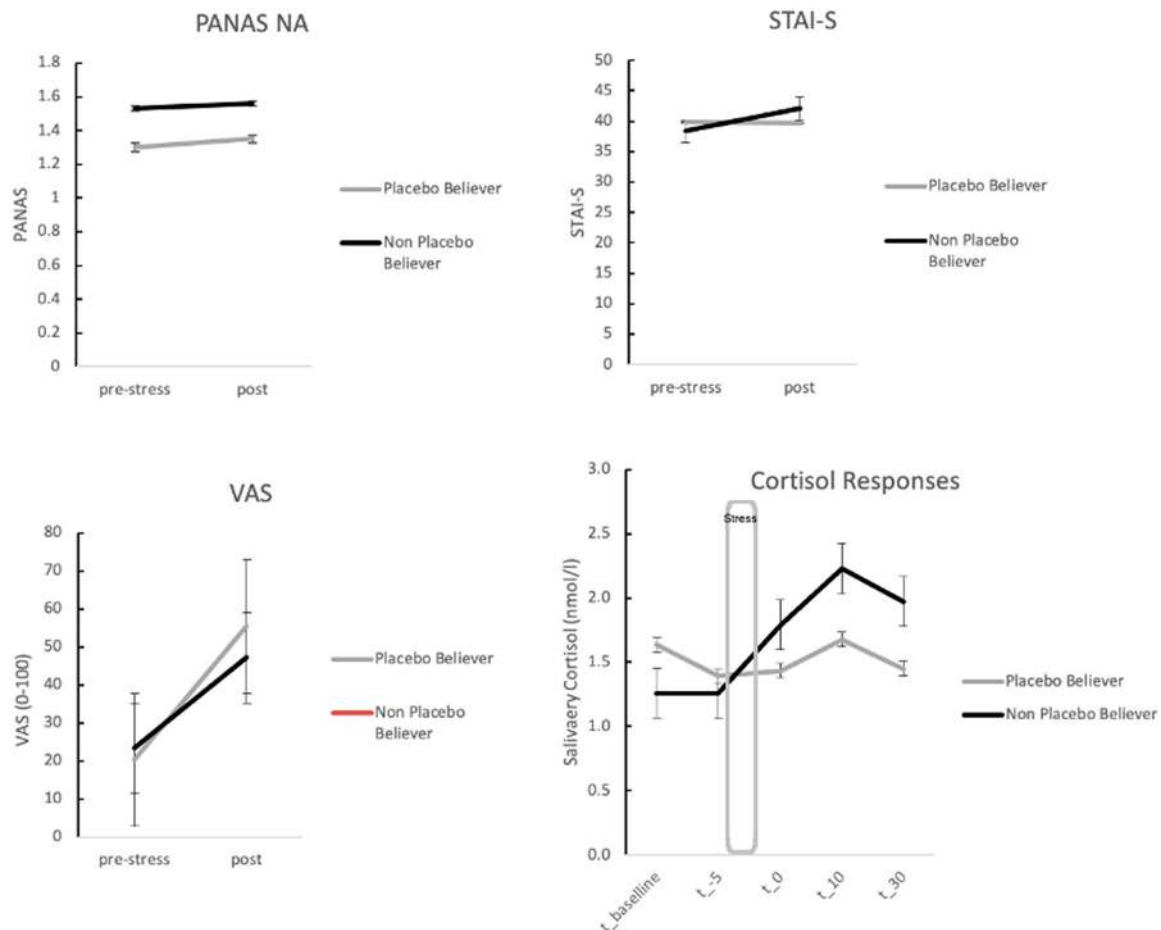 PANAS NA
PANAS
1.8
1.6
1.4
1.2
1
0.8
0.6
0.4
0.2
0
pre-stress
post
Placebo Believer
Non Placebo
Believer
STAI-S
STAI-S
50
45
40
35
30
25
20
15
10
5
0
pre-stress
post
Placebo Believer
Non Placebo
Believer
VAS
VAS (0-100)
80
70
60
50
40
30
20
10
0
pre-stress
post
Placebo Believer
Non Placebo
Believer
Cortisol Responses
Salivaery Cortisol (nmol/l)
3.0
2.5
2.0
1.5
1.0
0.5
0.0
Stress
t_baseline
t_-5
t_0
t_10
t_30
Placebo Believer
Non Placebo Believer